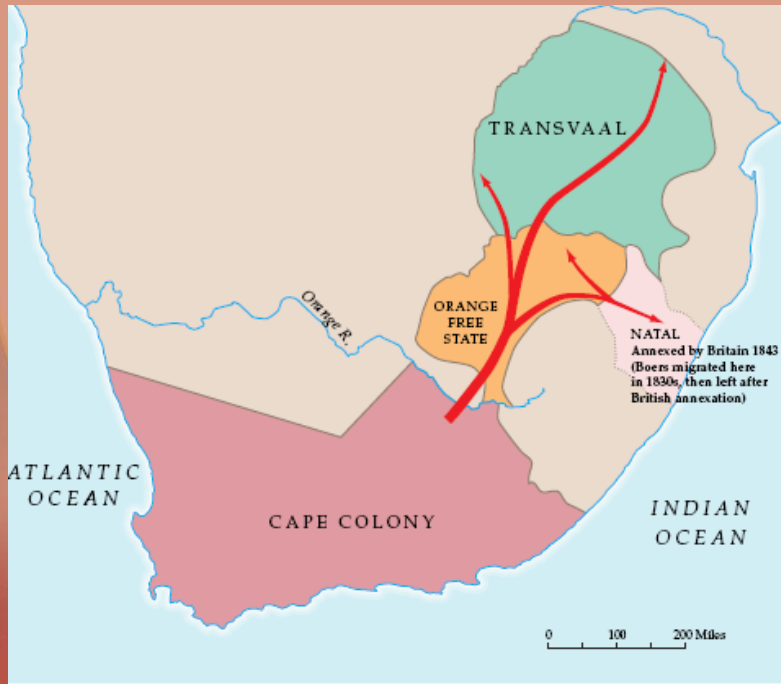 TRANSVAAL
Orange R.
ORANGE
FREE
STATE
NATAL
Annexed by Britain 1843
(Boers migrated here
in 1830s, then left after
British annexation)
ATLANTIC
OCEAN
CAPE COLONY
INDIAN
OCEAN
0 100 200 Miles